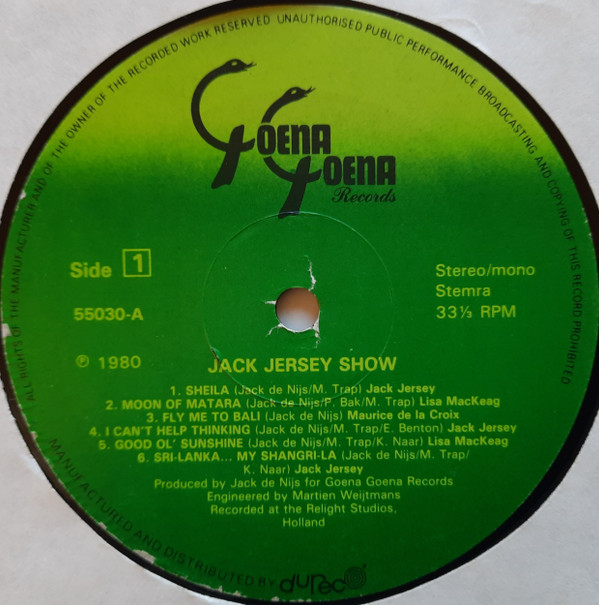 ALL RIGHTS OF THE MANUFACTURER AND OF THE OWNER OF THE RECORDED WORK RESERVED UNAUTHORISED PUBLIC PERFORMANCE BROADCASTING AND COPYING OF THIS RECORD PROHIBITED
GOENA
GOENA
Records
Side 1
Stereo/mono
Stemra
55030-A
33⅓ RPM
℗ 1980
JACK JERSEY SHOW
1. SHEILA (Jack de Nijs/M. Trap) Jack Jersey
2. MOON OF MATARA (Jack de Nijs/P. Bak/M. Trap) Lisa MacKeag
3. FLY ME TO BALI (Jack de Nijs) Maurice de la Croix
4. I CAN'T HELP THINKING (Jack de Nijs/M. Trap/E. Benton) Jack Jersey
5. GOOD OL' SUNSHINE (Jack de Nijs/M. Trap/K. Naar) Lisa MacKeag
6. SRI-LANKA... MY SHANGRI-LA (Jack de Nijs/M. Trap/
K. Naar) Jack Jersey
Produced by Jack de Nijs for Goena Goena Records
Engineered by Martien Weijtmans
Recorded at the Relight Studios,
Holland
MANUFACTURED AND DISTRIBUTED BY dureco